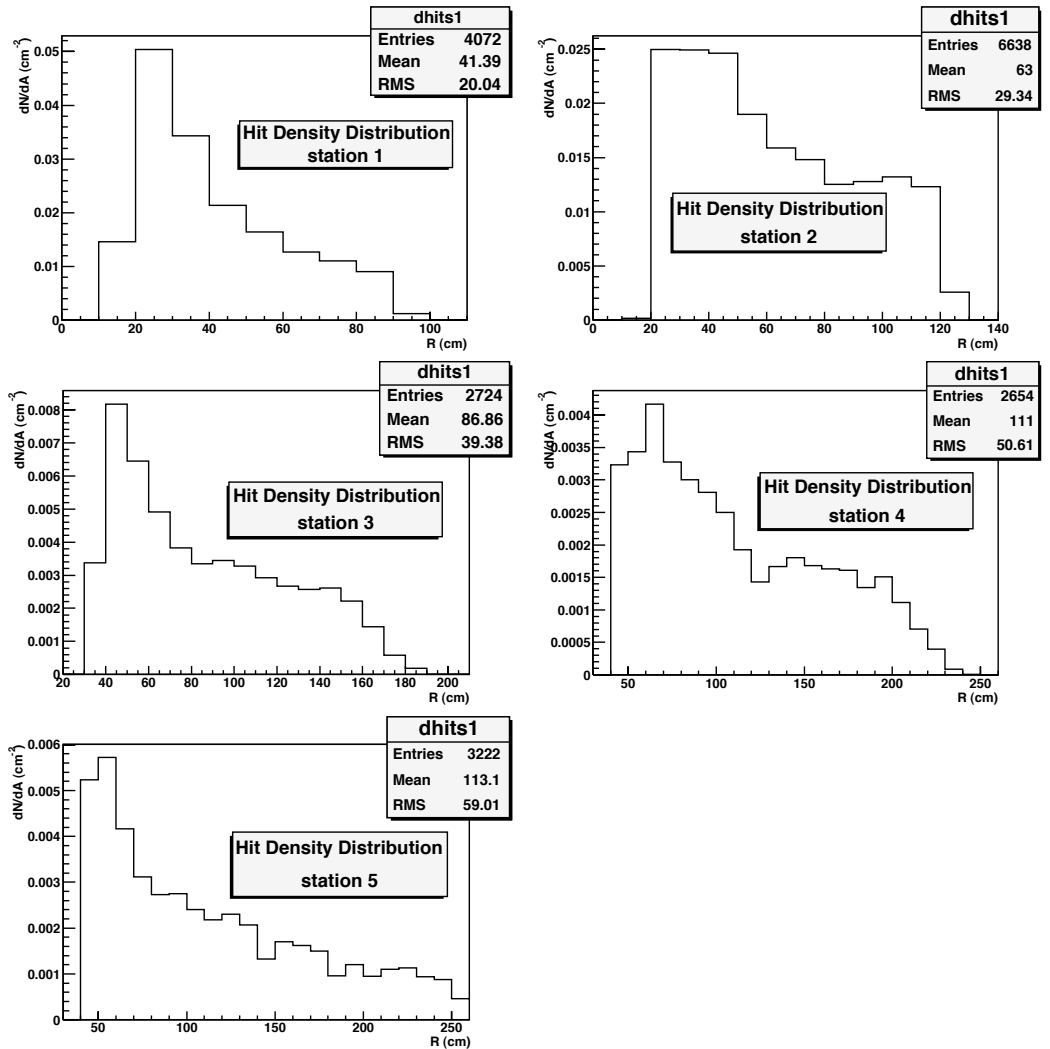 dhits1
Entries 4072
Mean 41.39
RMS 20.04
dN/dA (cm-2)
0.05
0.04
0.03
0.02
0.01
0
Hit Density Distribution
station 1
0 20 40 60 80 100
R (cm)
dhits1
Entries 6638
Mean 63
RMS 29.34
dN/dA (cm-2)
0.025
0.02
0.015
0.01
0.005
0
Hit Density Distribution
station 2
0 20 40 60 80 100 120 140
R (cm)
dhits1
Entries 2724
Mean 86.86
RMS 39.38
dN/dA (cm-2)
0.008
0.007
0.006
0.005
0.004
0.003
0.002
0.001
0
Hit Density Distribution
station 3
20 40 60 80 100 120 140 160 180 200
R (cm)
dhits1
Entries 2654
Mean 111
RMS 50.61
dN/dA (cm-2)
0.004
0.0035
0.003
0.0025
0.002
0.0015
0.001
0.0005
0
Hit Density Distribution
station 4
50 100 150 200 250
R (cm)
dhits1
Entries 3222
Mean 113.1
RMS 59.01
dN/dA (cm-2)
0.006
0.005
0.004
0.003
0.002
0.001
0
Hit Density Distribution
station 5
50 100 150 200 250
R (cm)